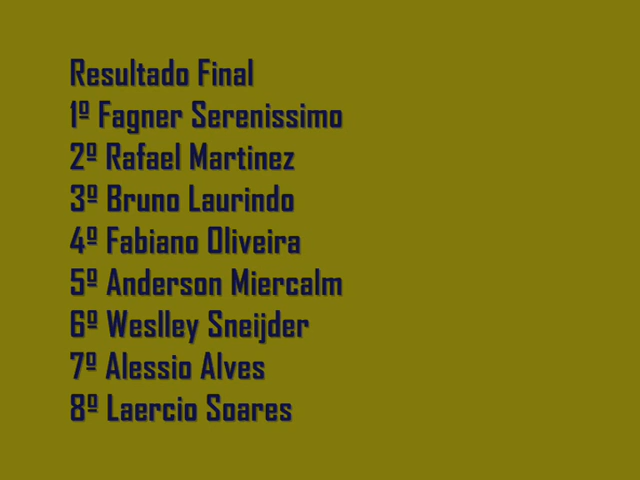 Resultado Final
1º Fagner Serenissimo
2º Rafael Martinez
3º Bruno Laurindo
4º Fabiano Oliveira
5º Anderson Miercalm
6º Weslley Sneijder
7º Alessio Alves
8º Laercio Soares